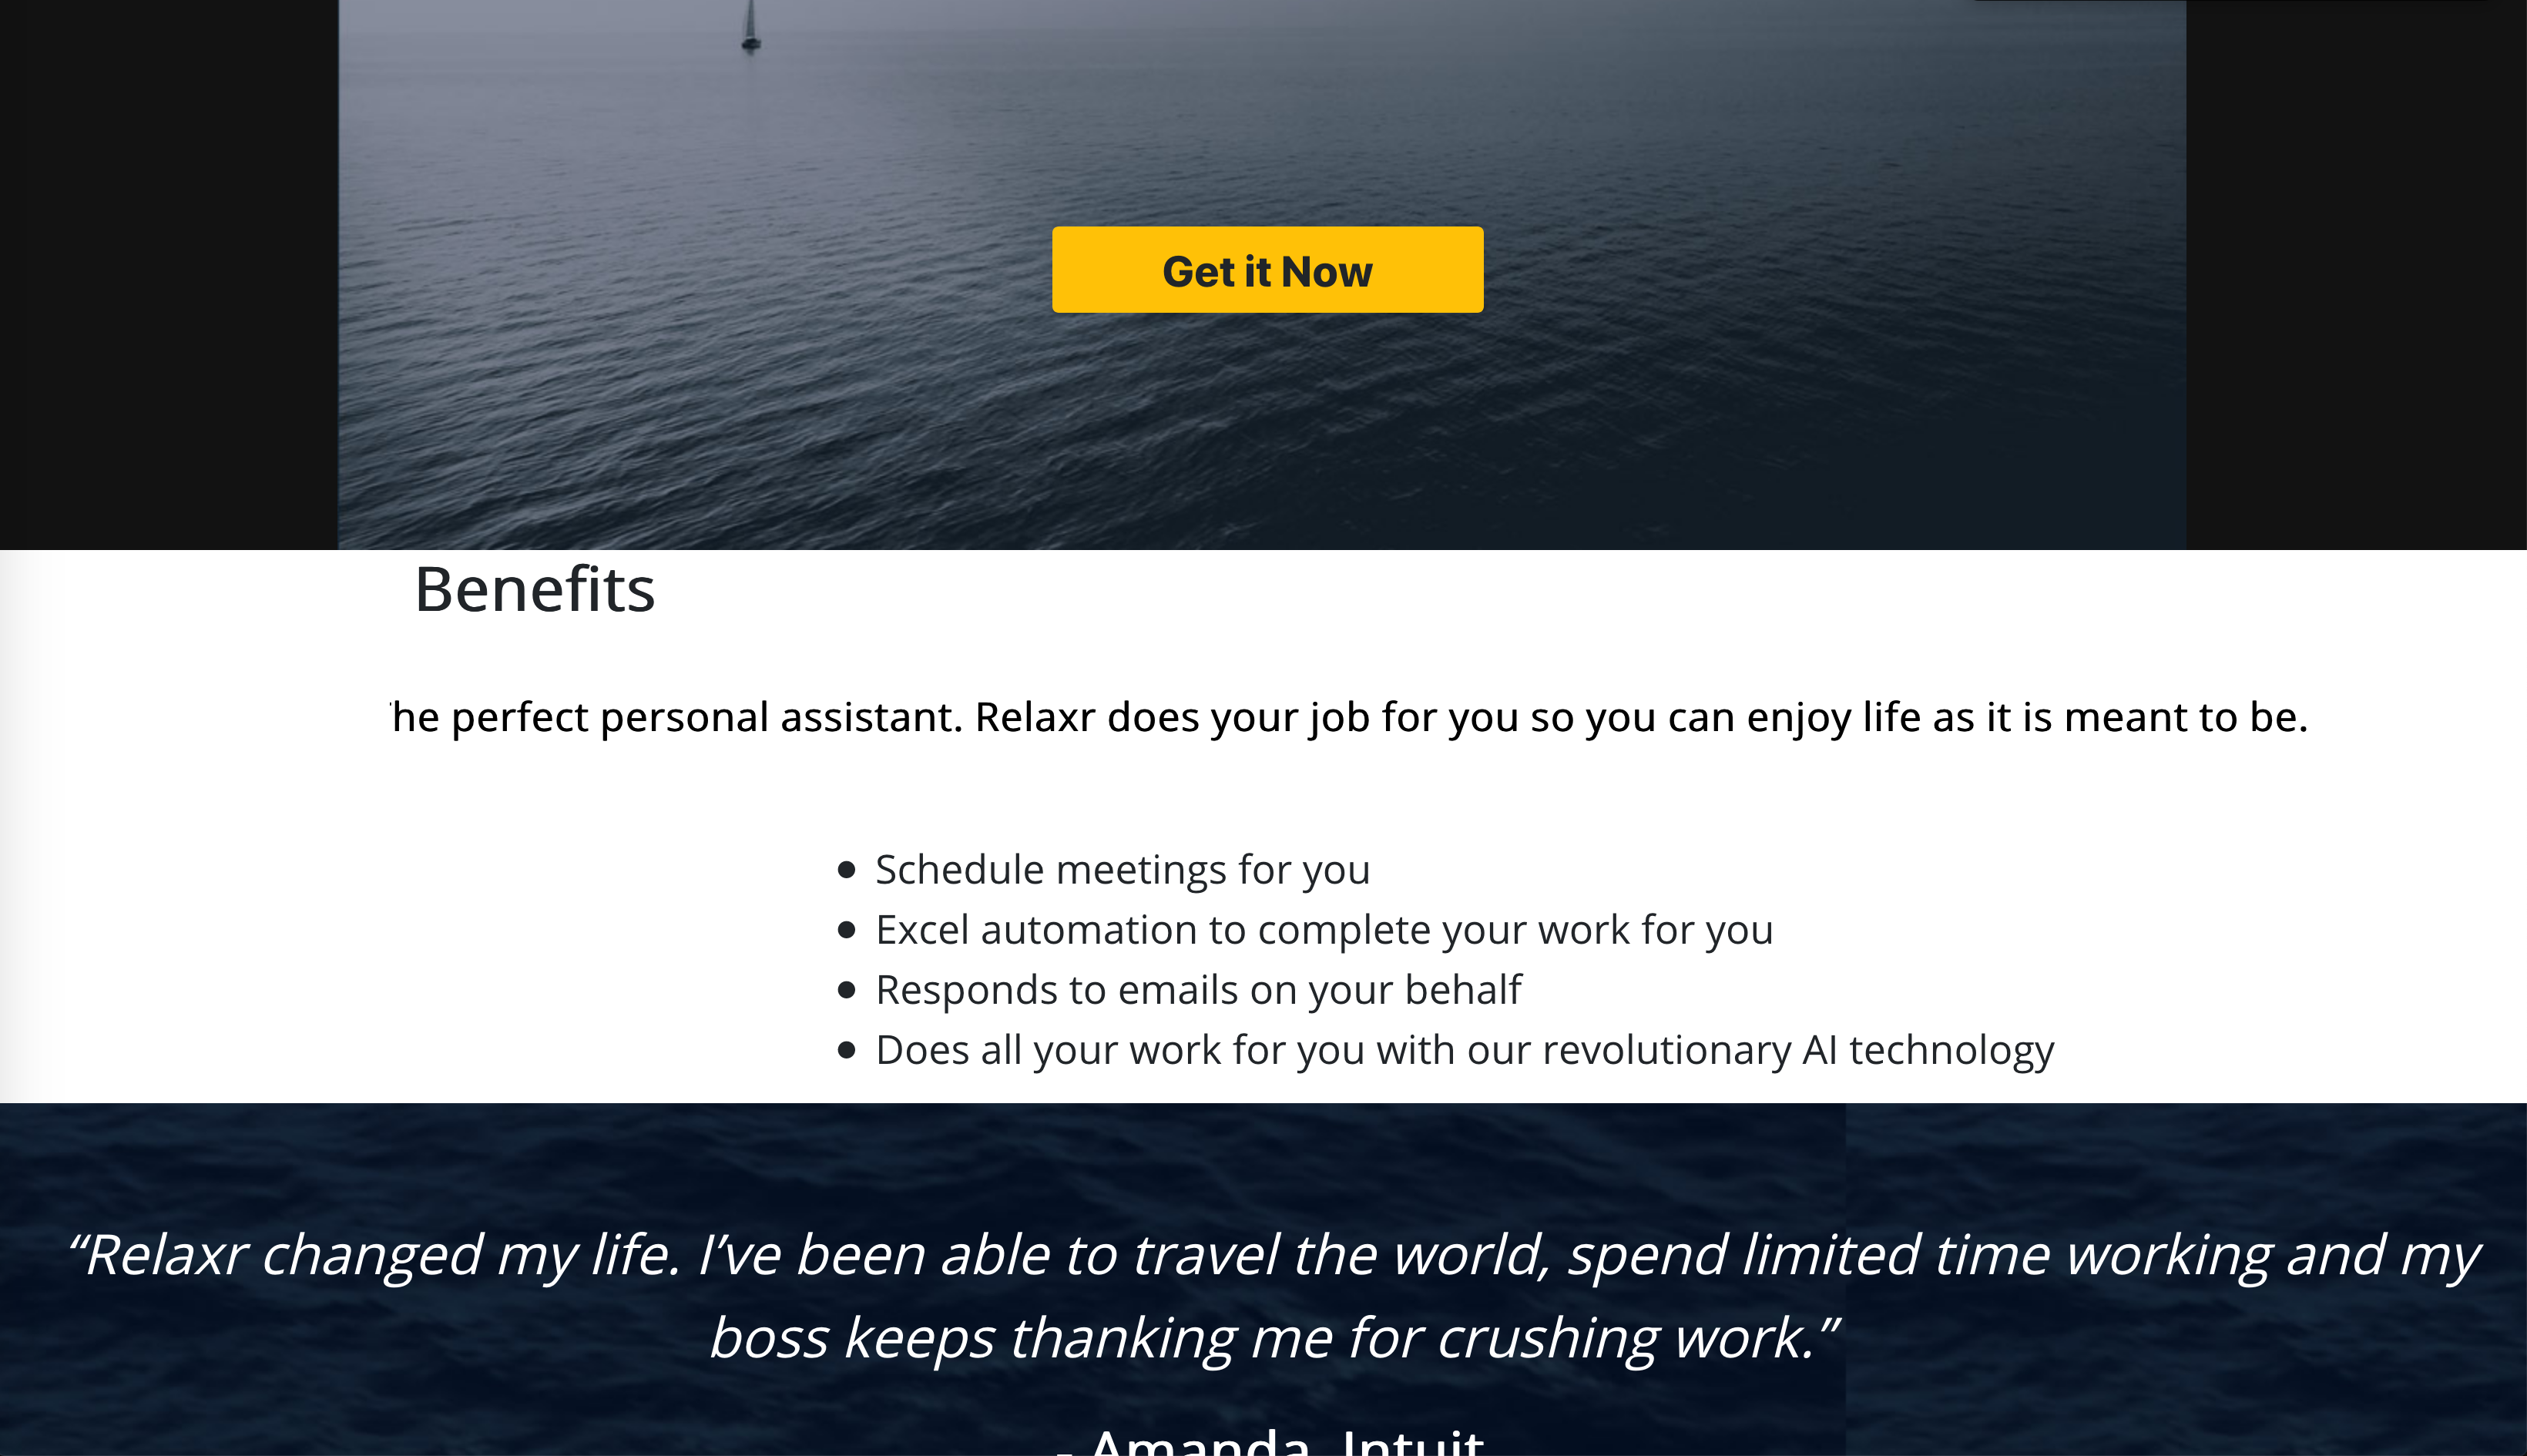 Get it Now
Benefits
he perfect personal assistant. Relaxr does your job for you so you can enjoy life as it is meant to be.
Schedule meetings for you
Excel automation to complete your work for you
Responds to emails on your behalf
Does all your work for you with our revolutionary AI technology
“Relaxr changed my life. I’ve been able to travel the world, spend limited time working and my
boss keeps thanking me for crushing work.”
- Amanda, Intuit